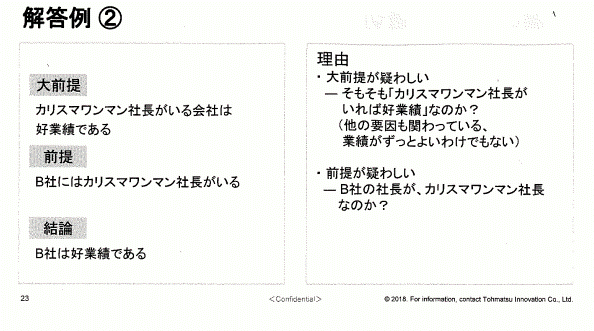 解答例 ②
大前提
カリスマワンマン社長がいる会社は
好業績である
前提
B社にはカリスマワンマン社長がいる
結論
B社は好業績である
理由
・大前提が疑わしい
― そもそも「カリスマワンマン社長が
いれば好業績」なのか？
（他の要因も関わっている、
業績がずっとよいわけでもない）
・前提が疑わしい
― B社の社長が、カリスマワンマン社長
なのか？
23
<Confidential>
© 2018. For information, contact Tohmatsu Innovation Co., Ltd.